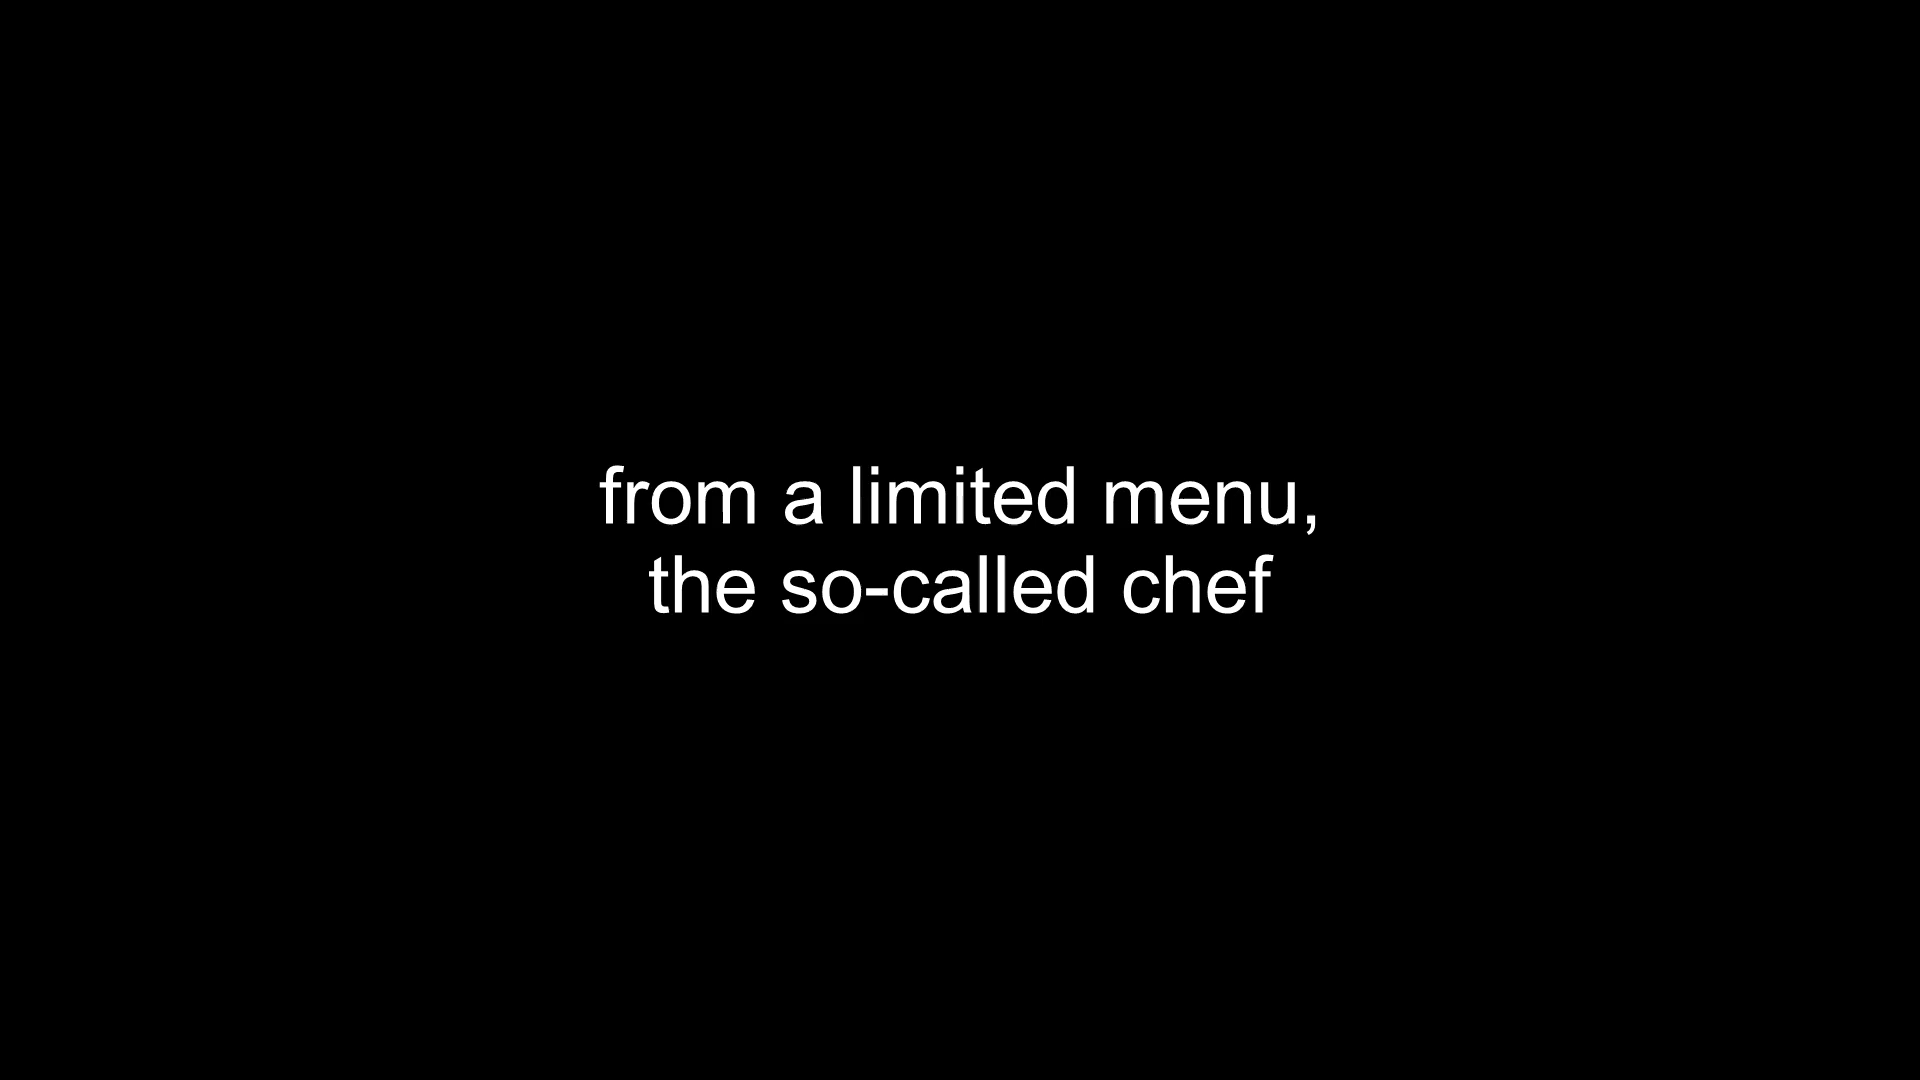 from a limited menu,
the so-called chef